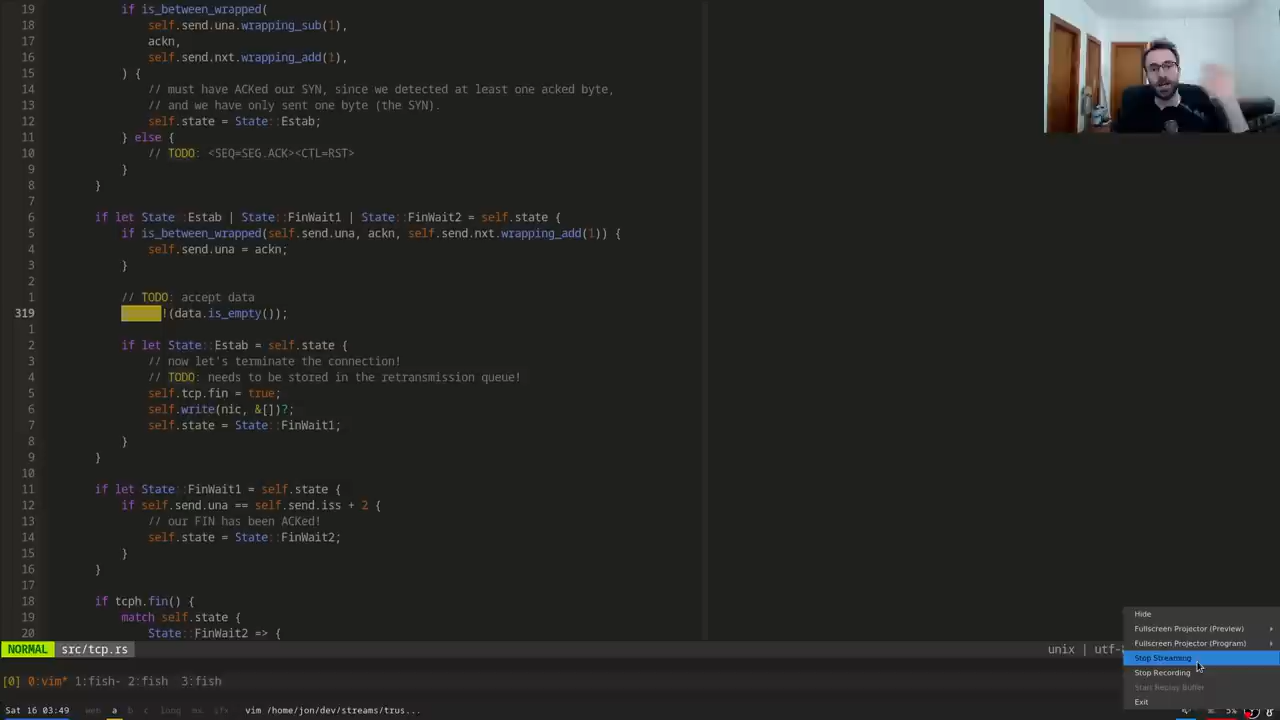 19 if is_between_wrapped(
18 self.send.una.wrapping_sub(1),
17 ackn,
16 self.send.nxt.wrapping_add(1),
15 ) {
14 // must have ACKed our SYN, since we detected at least one acked byte,
13 // and we have only sent one byte (the SYN).
12 self.state = State::Estab;
11 } else {
10 // TODO: <SEQ=SEG.ACK><CTL=RST>
9 }
8 }
7
6 if let State::Estab | State::FinWait1 | State::FinWait2 = self.state {
5 if is_between_wrapped(self.send.una, ackn, self.send.nxt.wrapping_add(1)) {
4 self.send.una = ackn;
3 }
2
1 // TODO: accept data
319 !(data.is_empty());
1
2 if let State::Estab = self.state {
3 // now let's terminate the connection!
4 // TODO: needs to be stored in the retransmission queue!
5 self.tcp.fin = true;
6 self.write(nic, &[])?;
7 self.state = State::FinWait1;
8 }
9 }
10
11 if let State::FinWait1 = self.state {
12 if self.send.una == self.send.iss + 2 {
13 // our FIN has been ACKed!
14 self.state = State::FinWait2;
15 }
16 }
17
18 if tcph.fin() {
19 match self.state {
20 State::FinWait2 => {
NORMAL src/tcp.rs unix | utf-
[0] 0:vim* 1:fish- 2:fish 3:fish
Hide
Fullscreen Projector (Preview)
Fullscreen Projector (Program)
Stop Streaming
Stop Recording
Start Replay Buffer
Exit
Sat 16 03:49 a b c vim /home/jon/dev/streams/trus... 5%